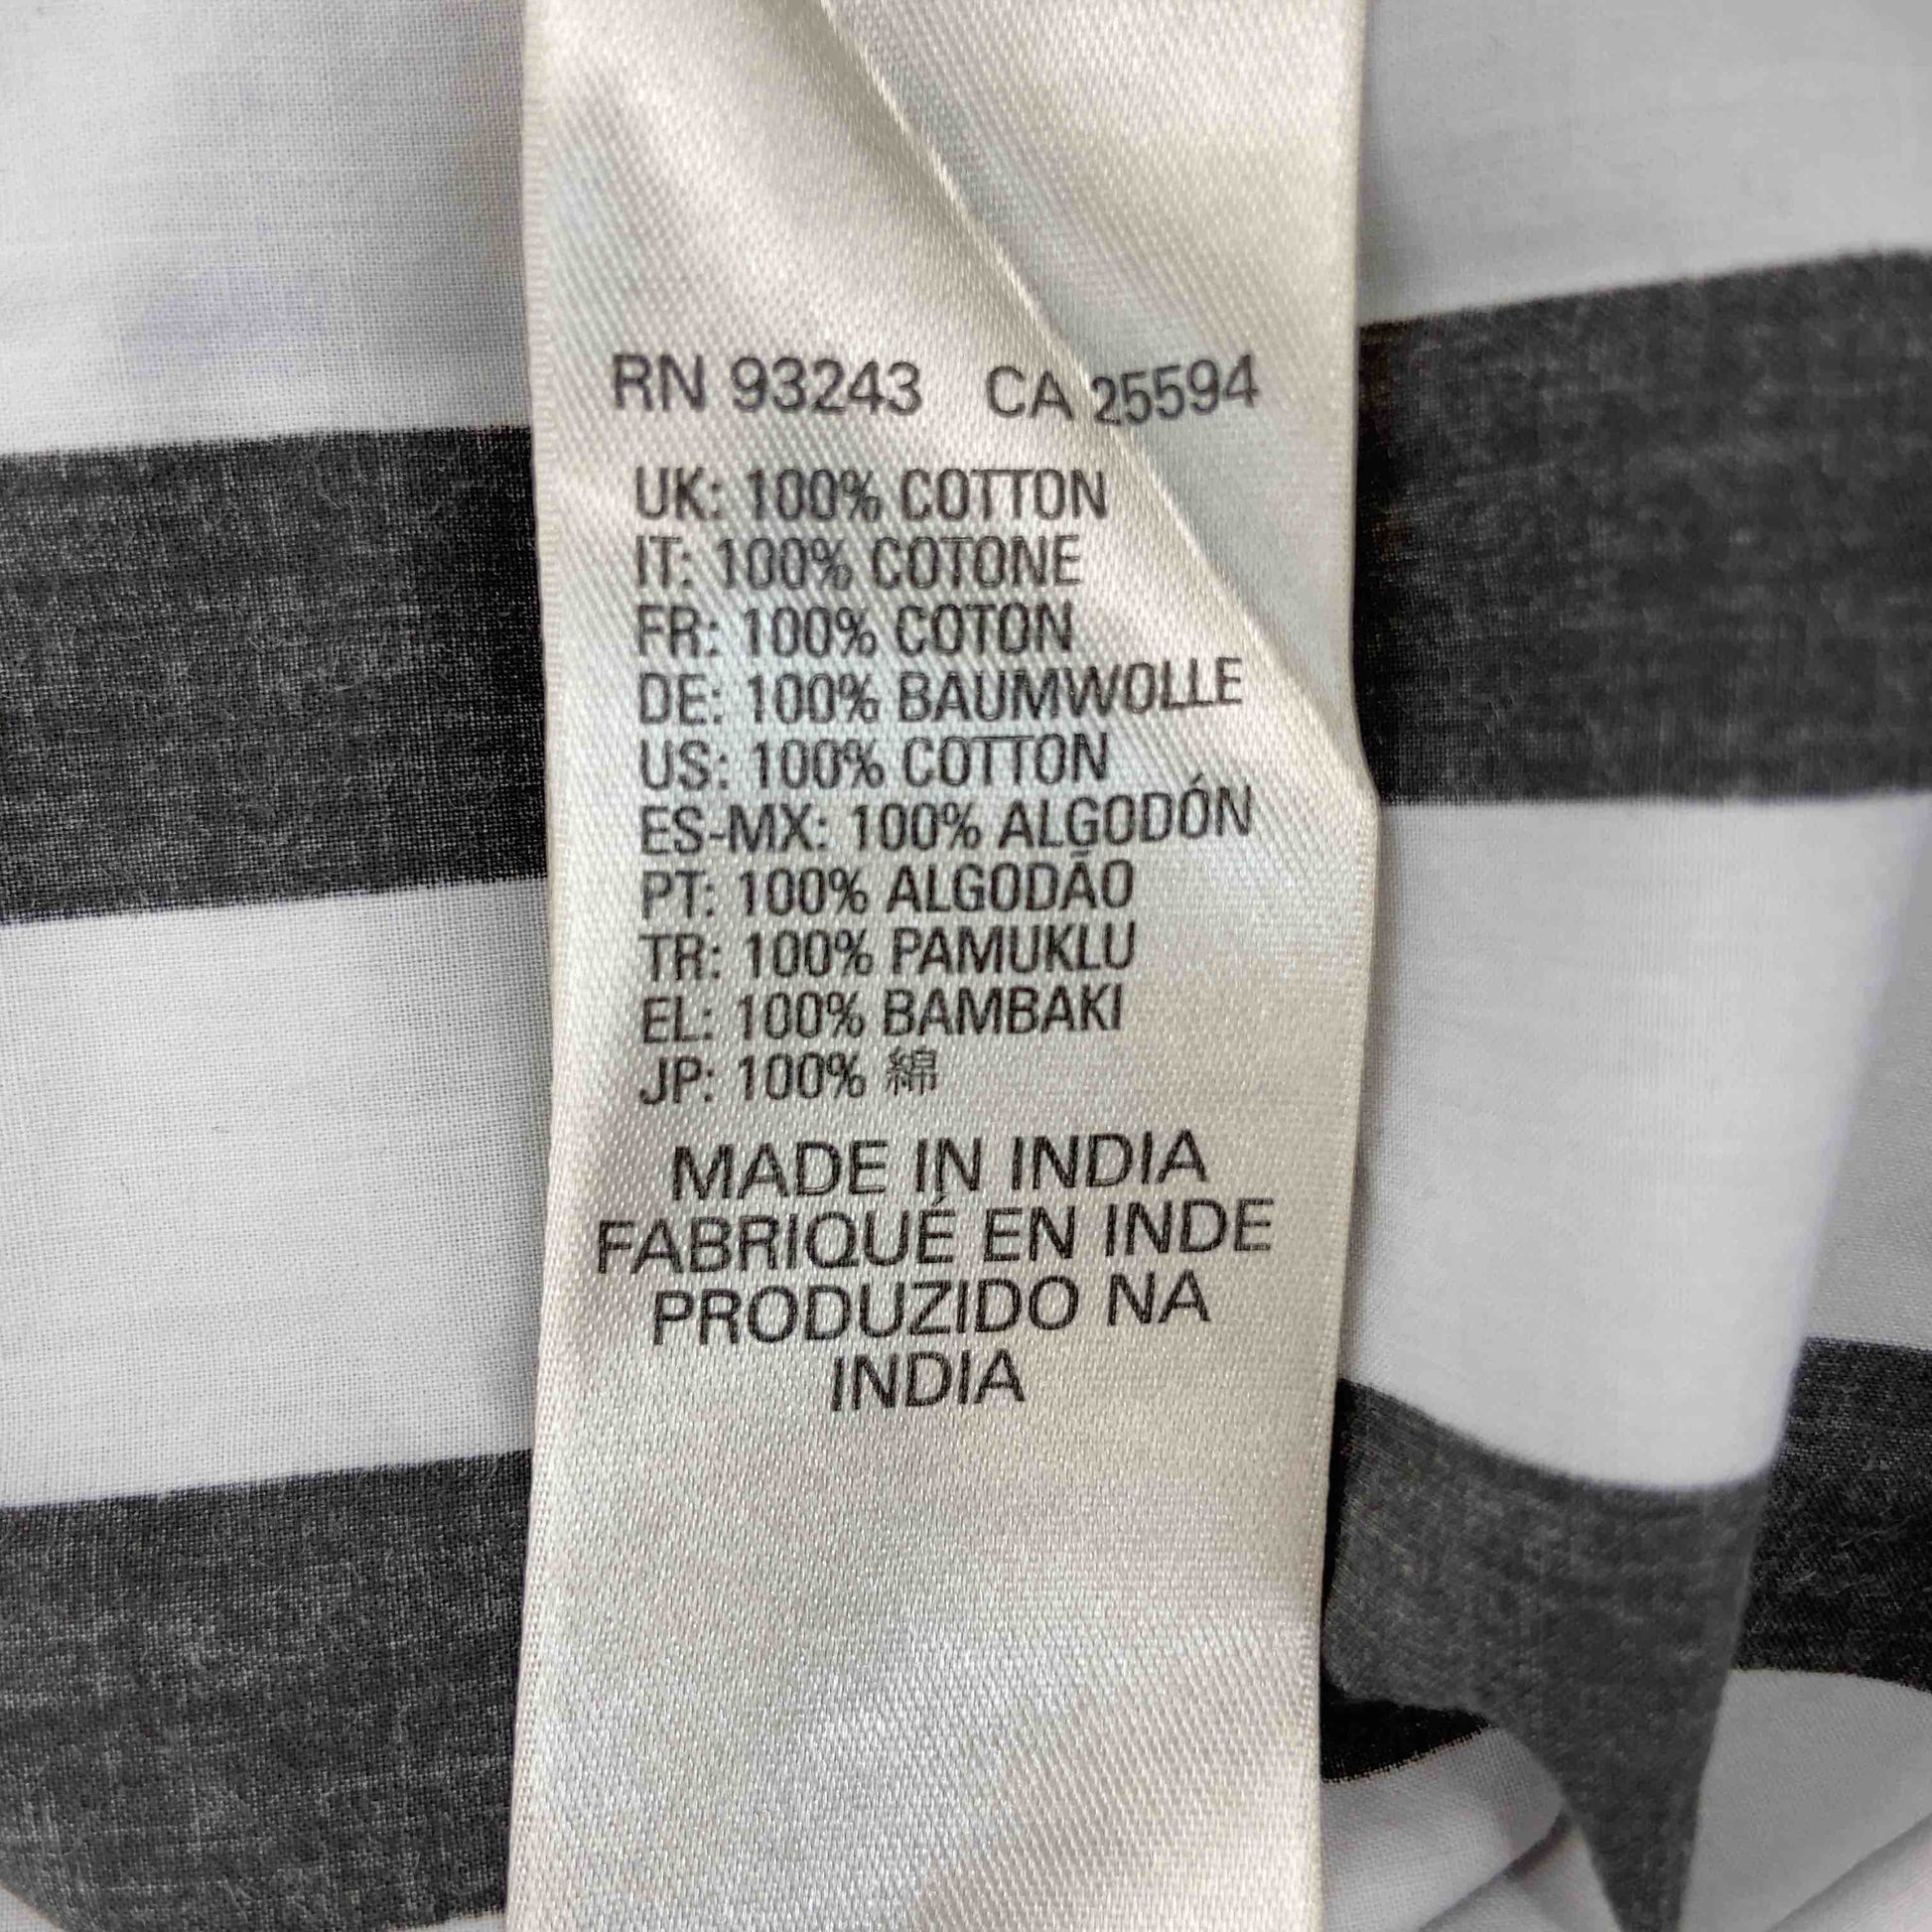 RN 93243 CA 25594
UK: 100% COTTON
IT: 100% COTONE
FR: 100% COTON
DE: 100% BAUMWOLLE
US: 100% COTTON
ES-MX: 100% ALGODÓN
PT: 100% ALGODÃO
TR: 100% PAMUKLU
EL: 100% BAMBAKI
JP: 100% 綿
MADE IN INDIA
FABRIQUÉ EN INDE
PRODUZIDO NA
INDIA